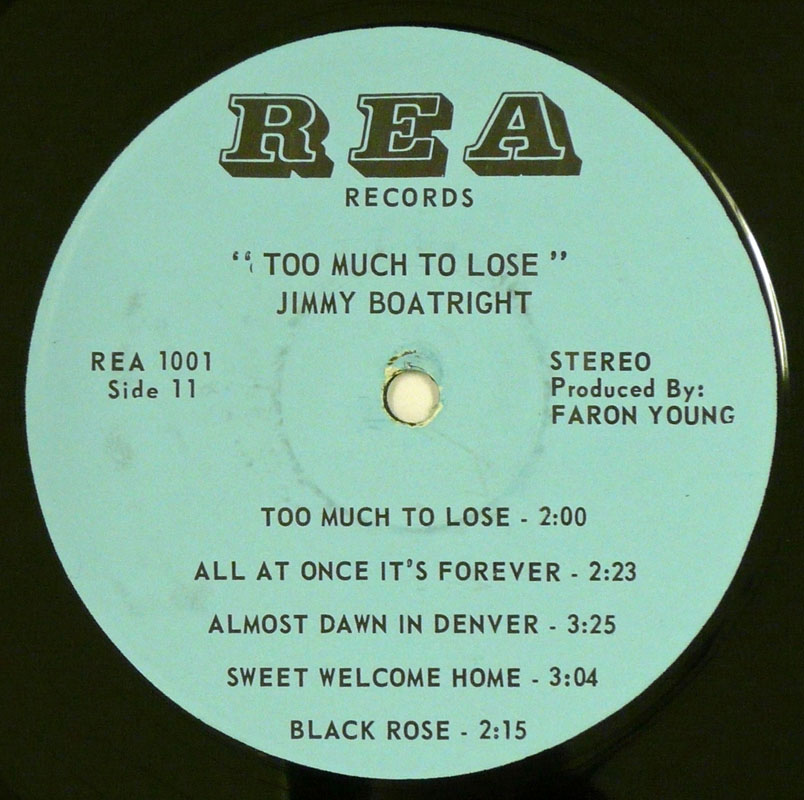 REA
RECORDS
“ TOO MUCH TO LOSE ”
JIMMY BOATRIGHT
REA 1001
Side 11
STEREO
Produced By:
FARON YOUNG
TOO MUCH TO LOSE - 2:00
ALL AT ONCE IT'S FOREVER - 2:23
ALMOST DAWN IN DENVER - 3:25
SWEET WELCOME HOME - 3:04
BLACK ROSE - 2:15